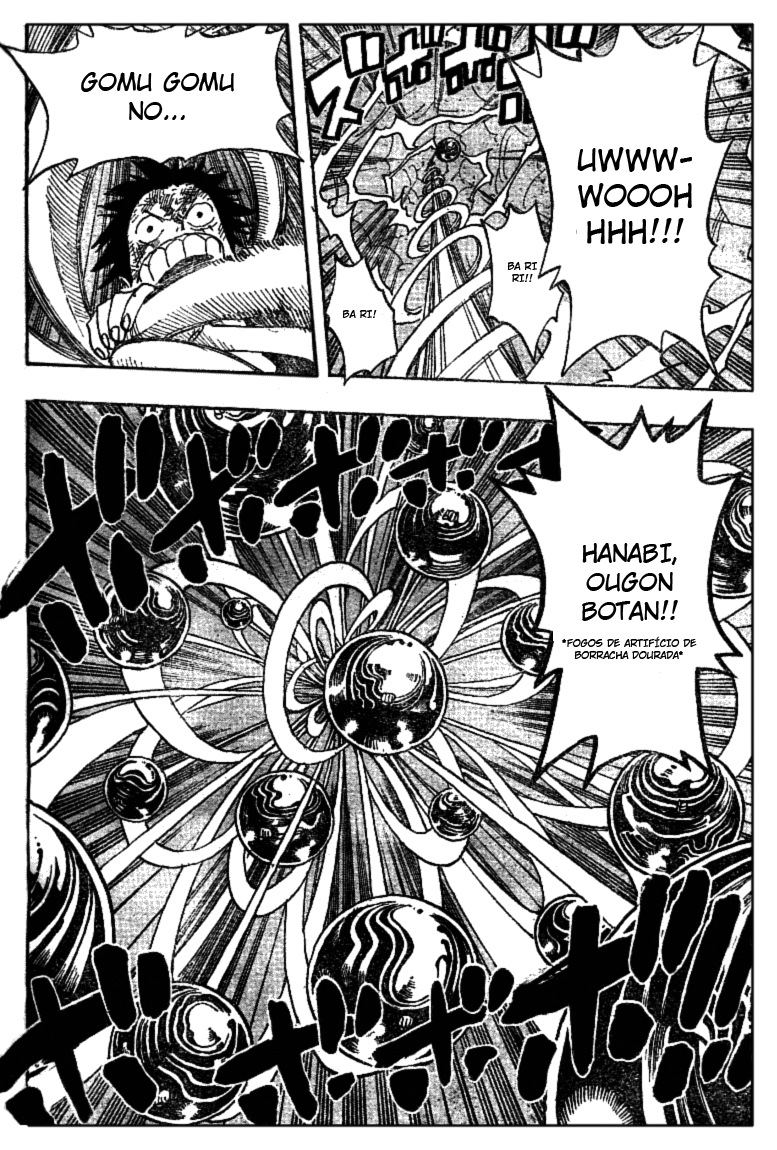 UWWW-
WOOOH
HHH!!!
BA RI
RI!!
BA RI!
GOMU GOMU
NO...
HANABI,
OUGON
BOTAN!!
*FOGOS DE ARTIFÍCIO DE
BORRACHA DOURADA*